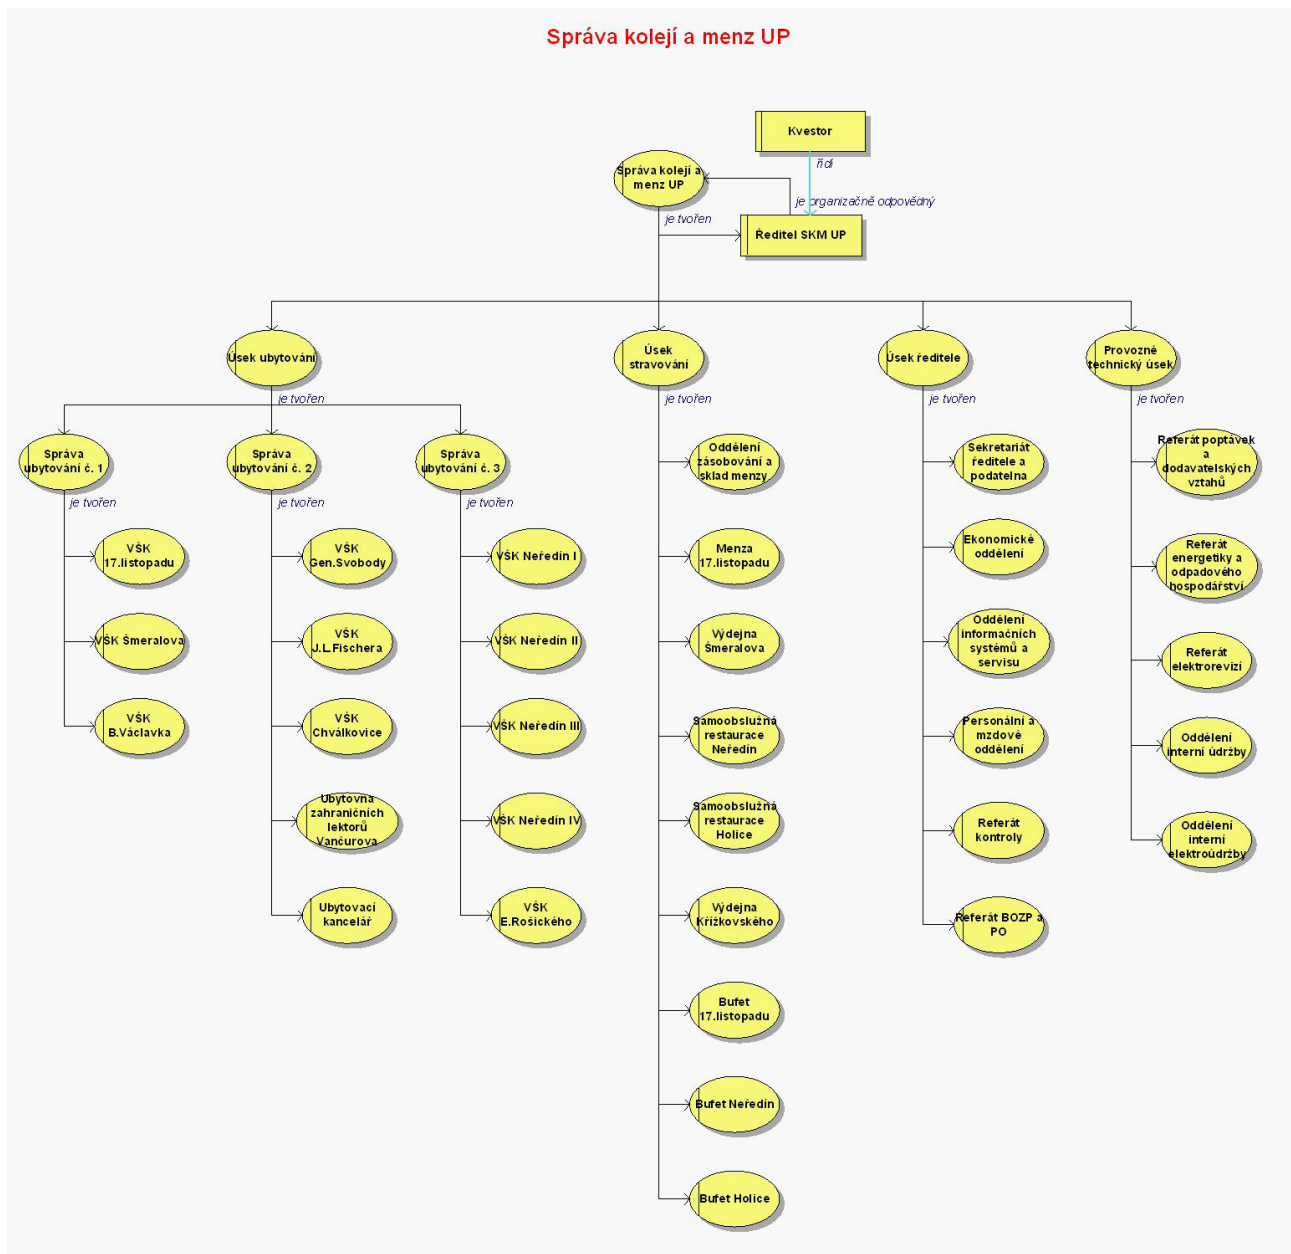 Správa kolejí a menz UP
Kvestor
řídí
Správa kolejí a
menz UP
je organizačně odpovědný
je tvořen
Ředitel SKM UP
Úsek ubytování
Úsek
stravování
Úsek ředitele
Provozně
technický úsek
je tvořen
je tvořen
je tvořen
je tvořen
Správa
ubytování č. 1
Správa
ubytování č. 2
Správa
ubytování č. 3
je tvořen
je tvořen
je tvořen
VŠK
17.listopadu
VŠK Šmeralova
VŠK
B.Václavka
VŠK
Gen.Svobody
VŠK
J.L.Fischera
VŠK
Chválkovice
Ubytovna
zahraničních
lektorů
Vančurova
Ubytovací
kancelář
VŠK Neředín I
VŠK Neředín II
VŠK Neředín III
VŠK Neředín IV
VŠK
E.Rošického
Oddělení
zásobování a
sklad menzy
Menza
17.listopadu
Výdejna
Šmeralova
Samoobslužná
restaurace
Neředín
Samoobslužná
restaurace
Holice
Výdejna
Křížkovského
Bufet
17.listopadu
Bufet Neředín
Bufet Holice
Sekretariát
ředitele a
podatelna
Ekonomické
oddělení
Oddělení
informačních
systémů a
servisu
Personální a
mzdové
oddělení
Referát
kontroly
Referát BOZP a
PO
Referát poptávek
a
dodavatelských
vztahů
Referát
energetiky a
odpadového
hospodářství
Referát
elektrorevizí
Oddělení
interní údržby
Oddělení
interní
elektroúdržby